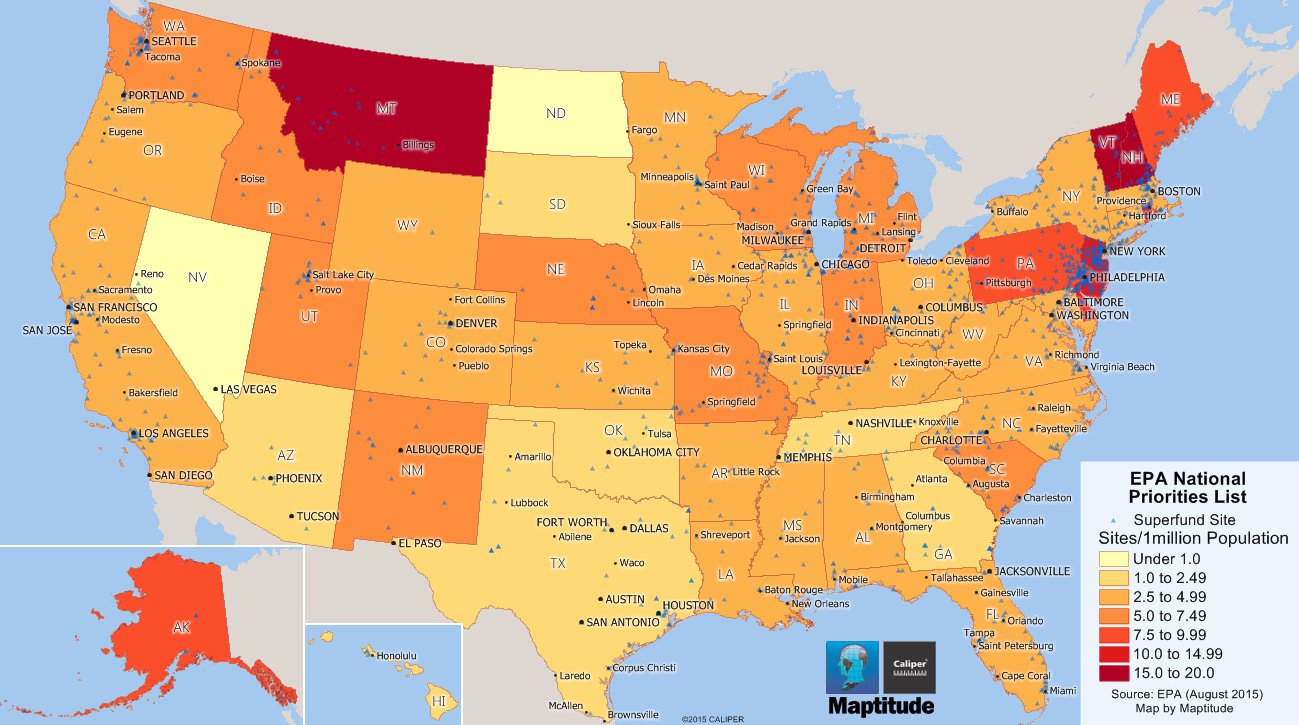 WA
SEATTLE
Tacoma
Spokane
PORTLAND
Salem
Eugene
OR
Boise
ID
MT
Billings
ND
Fargo
MN
Minneapolis
Saint Paul
WI
Green Bay
Madison
MILWAUKEE
MI
Grand Rapids
Flint
Lansing
DETROIT
ME
VT
NH
NY
Buffalo
BOSTON
Providence
Hartford
NEW YORK
PHILADELPHIA
PA
Pittsburgh
BALTIMORE
WASHINGTON
SD
Sioux Falls
WY
CA
NV
Reno
Sacramento
SAN FRANCISCO
SAN JOSE
Modesto
Fresno
Bakersfield
LAS VEGAS
LOS ANGELES
SAN DIEGO
Salt Lake City
Provo
UT
Fort Collins
DENVER
CO
Colorado Springs
Pueblo
NE
Omaha
Lincoln
IA
Cedar Rapids
Des Moines
CHICAGO
IL
Springfield
IN
INDIANAPOLIS
Toledo
Cleveland
OH
COLUMBUS
Cincinnati
WV
VA
Richmond
Virginia Beach
KS
Topeka
Wichita
Kansas City
MO
Springfield
Saint Louis
LOUISVILLE
Lexington-Fayette
KY
AZ
PHOENIX
TUCSON
NM
ALBUQUERQUE
EL PASO
OK
Tulsa
OKLAHOMA CITY
Amarillo
Lubbock
FORT WORTH
DALLAS
Abilene
Waco
TX
AUSTIN
HOUSTON
SAN ANTONIO
Corpus Christi
Laredo
McAllen
Brownsville
AR
Little Rock
Shreveport
LA
Baton Rouge
New Orleans
MEMPHIS
TN
NASHVILLE
Knoxville
MS
Jackson
AL
Birmingham
Montgomery
Mobile
GA
Atlanta
Columbus
Augusta
Savannah
NC
Raleigh
Fayetteville
CHARLOTTE
SC
Columbia
Charleston
JACKSONVILLE
Tallahassee
Gainesville
FL
Orlando
Tampa
Saint Petersburg
Cape Coral
Miami
AK
Honolulu
HI
EPA National
Priorities List
Superfund Site
Sites/1million Population
Under 1.0
1.0 to 2.49
2.5 to 4.99
5.0 to 7.49
7.5 to 9.99
10.0 to 14.99
15.0 to 20.0
Source: EPA (August 2015)
Map by Maptitude
Caliper
Maptitude
©2015 CALIPER